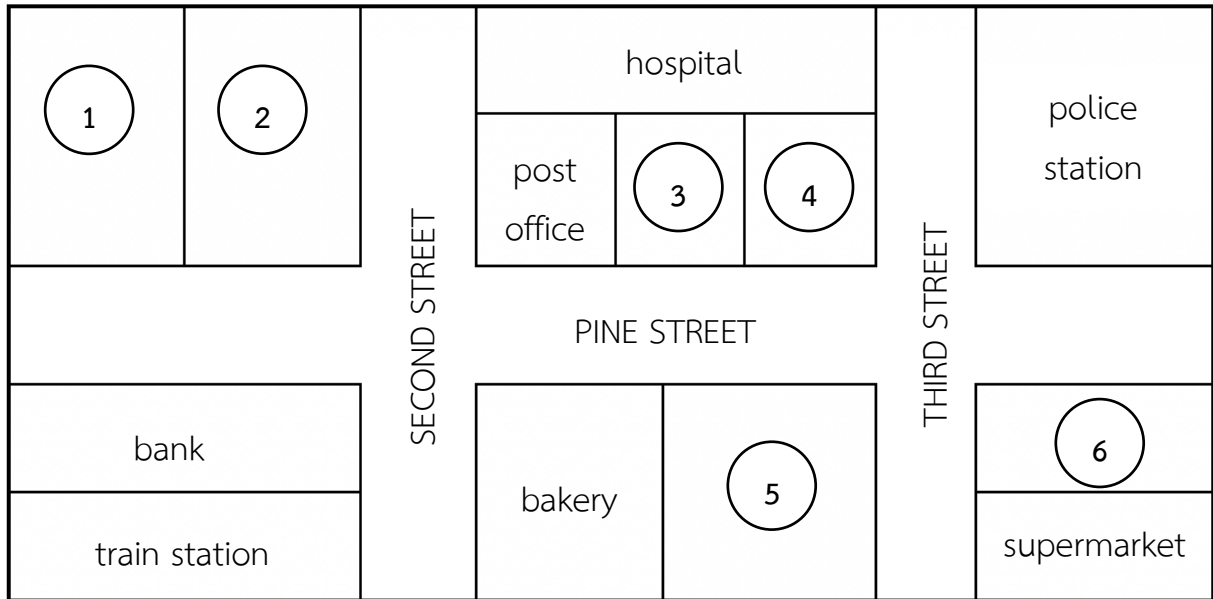 1
2
hospital
police
station
post
office
3
4
SECOND STREET
PINE STREET
THIRD STREET
bank
train station
bakery
5
6
supermarket